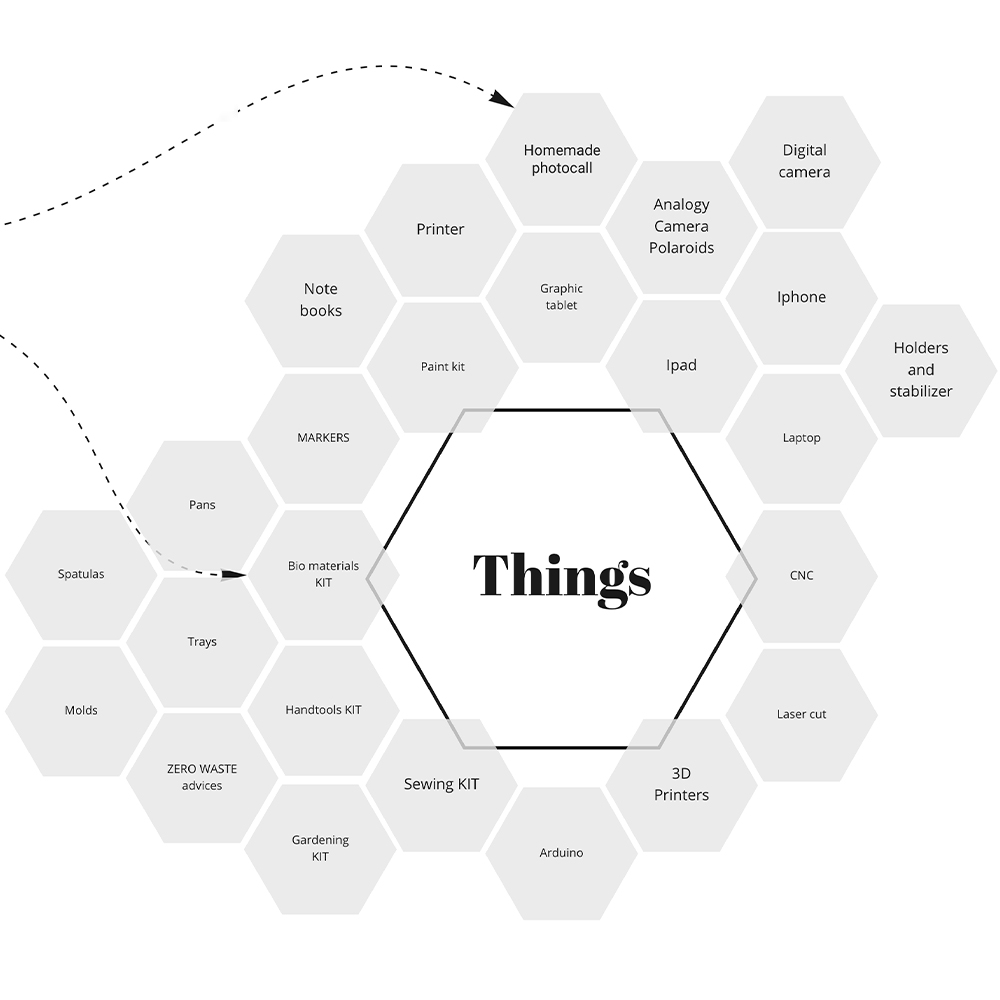 Homemade
photocall
Digital
camera
Analogy
Camera
Polaroids
Printer
Note
books
Graphic
tablet
Iphone
Holders
and
stabilizer
Paint kit
Ipad
MARKERS
Laptop
Pans
Spatulas
Bio materials
KIT
Things
CNC
Trays
Molds
Handtools KIT
Laser cut
ZERO WASTE
advices
Sewing KIT
3D
Printers
Gardening
KIT
Arduino